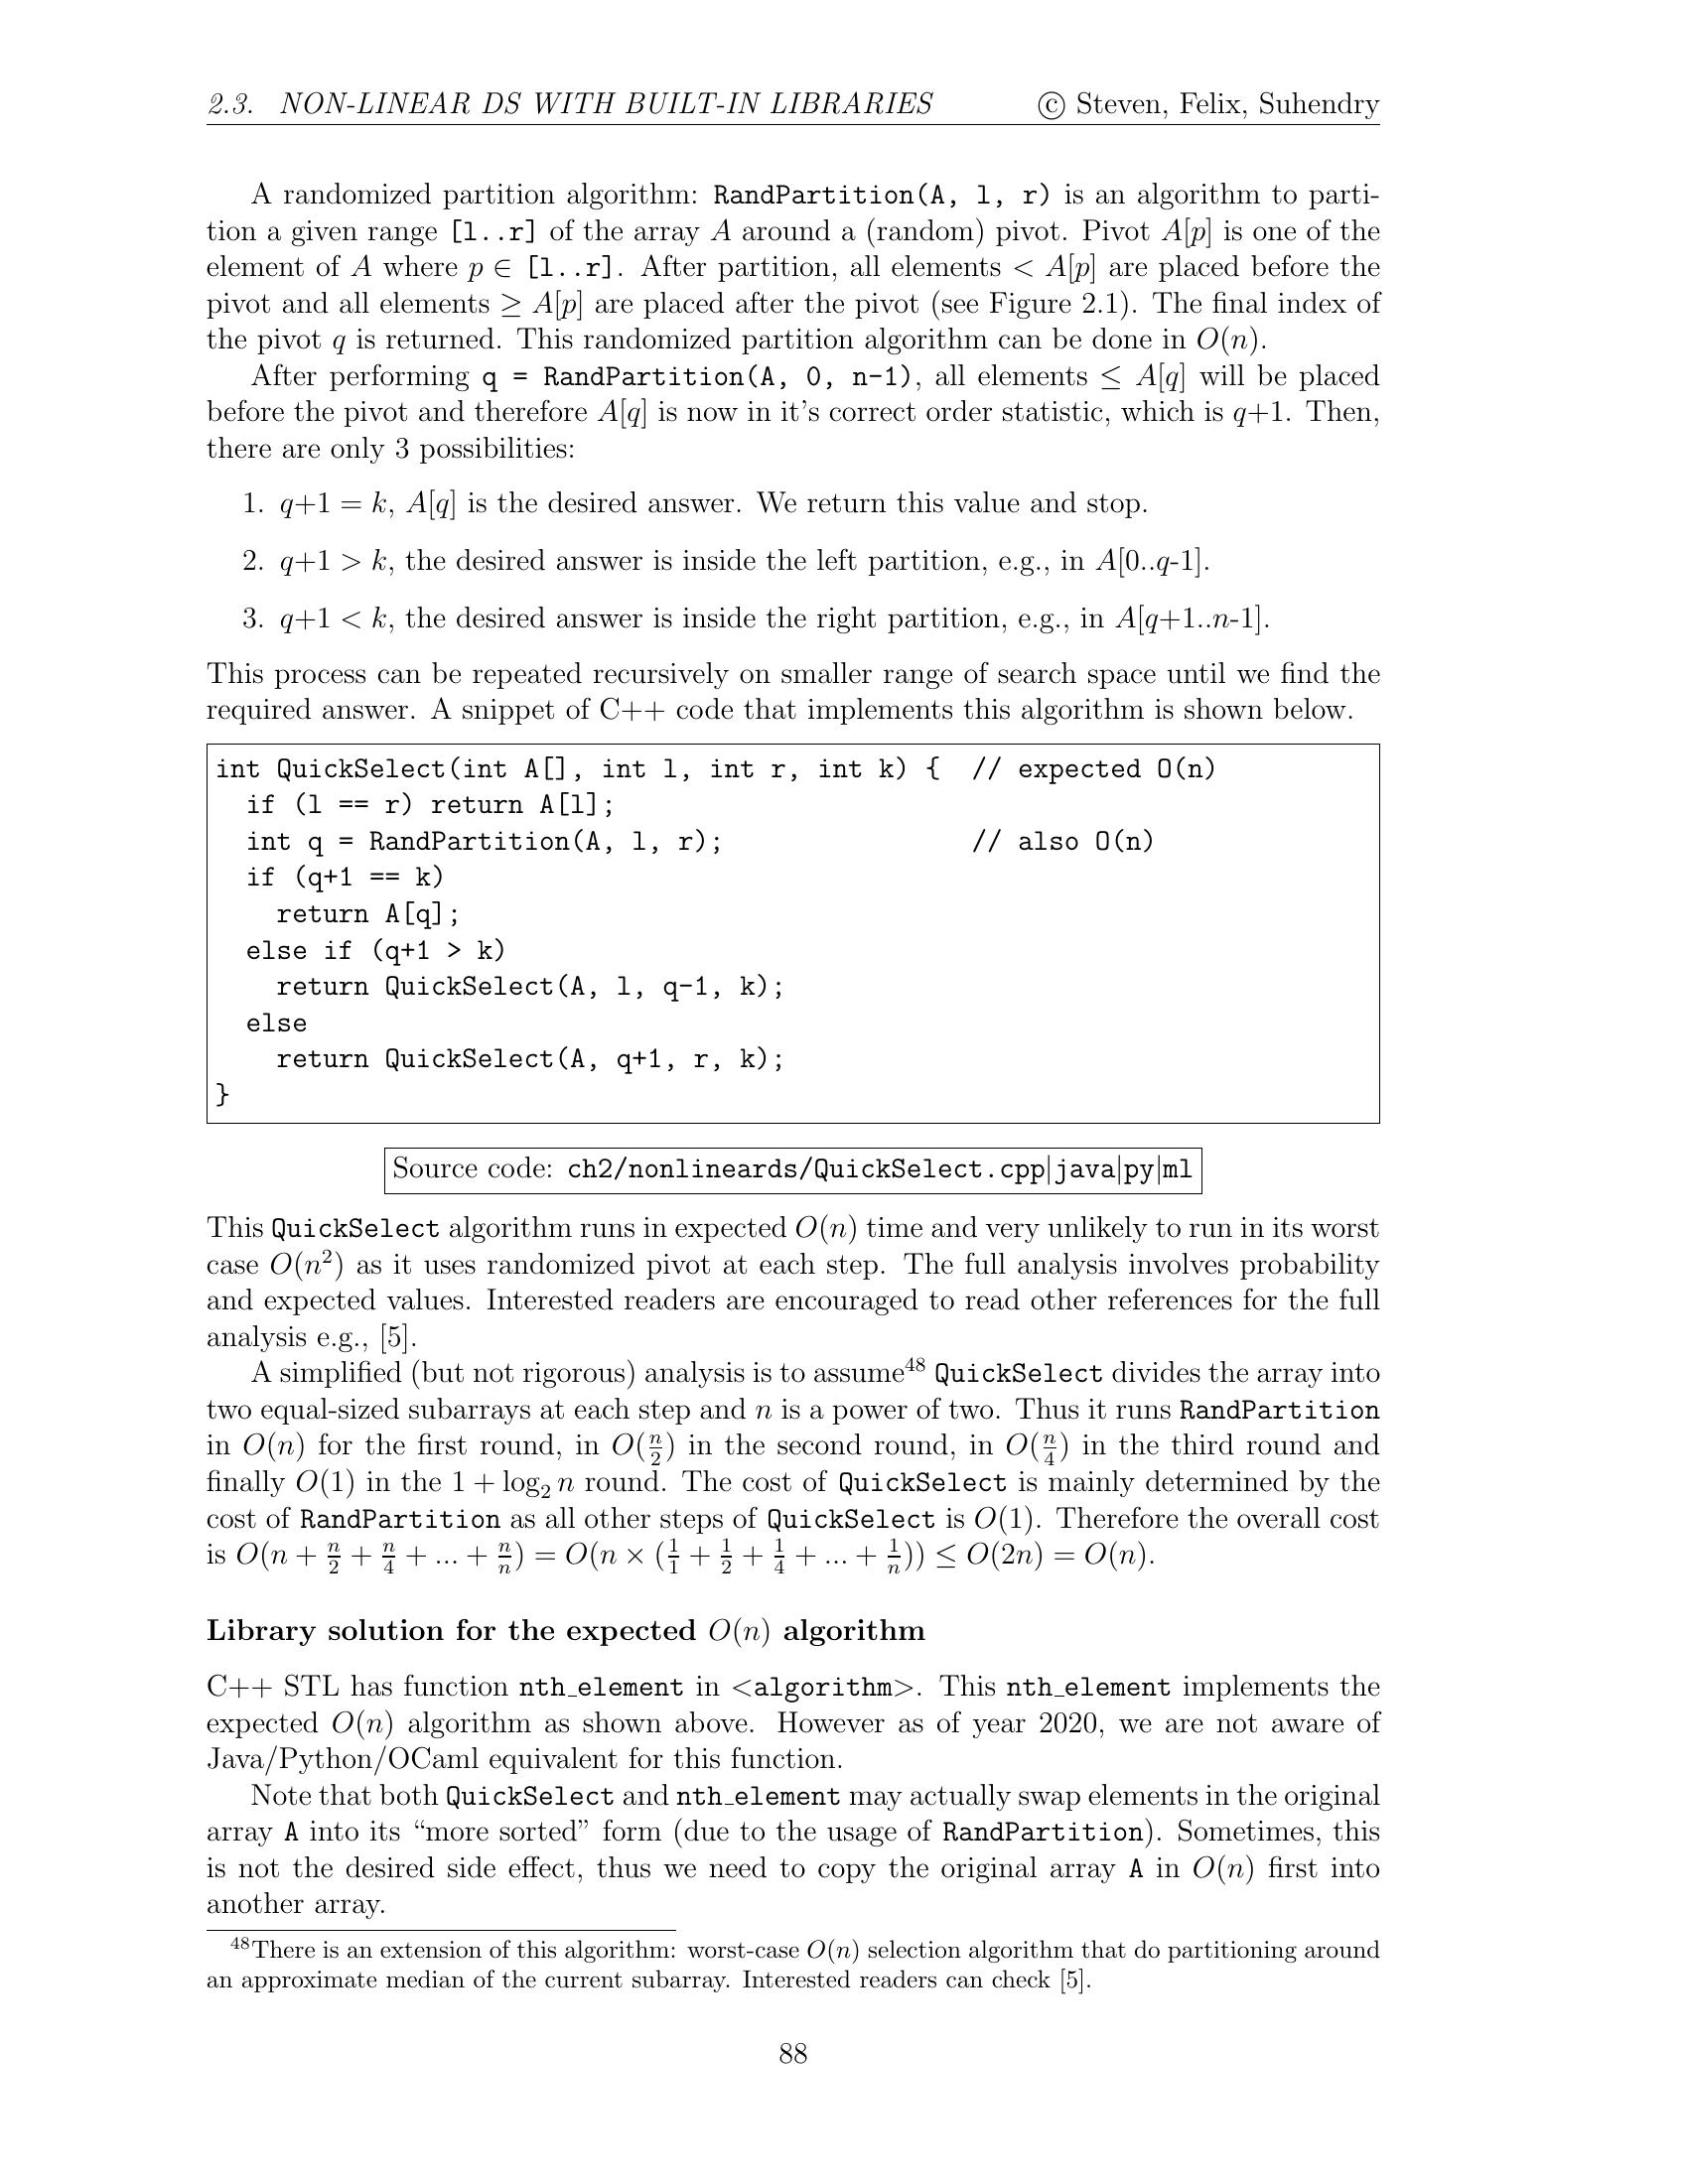 2.3. NON-LINEAR DS WITH BUILT-IN LIBRARIES © Steven, Felix, Suhendry
A randomized partition algorithm: RandPartition(A, l, r) is an algorithm to parti-
tion a given range [l..r] of the array A around a (random) pivot. Pivot A[p] is one of the
element of A where p ∈ [l..r]. After partition, all elements < A[p] are placed before the
pivot and all elements ≥ A[p] are placed after the pivot (see Figure 2.1). The final index of
the pivot q is returned. This randomized partition algorithm can be done in O(n).
After performing q = RandPartition(A, 0, n-1), all elements ≤ A[q] will be placed
before the pivot and therefore A[q] is now in it's correct order statistic, which is q+1. Then,
there are only 3 possibilities:
1. q+1 = k, A[q] is the desired answer. We return this value and stop.
2. q+1 > k, the desired answer is inside the left partition, e.g., in A[0..q-1].
3. q+1 < k, the desired answer is inside the right partition, e.g., in A[q+1..n-1].
This process can be repeated recursively on smaller range of search space until we find the
required answer. A snippet of C++ code that implements this algorithm is shown below.
int QuickSelect(int A[], int l, int r, int k) { // expected O(n)
if (l == r) return A[l];
int q = RandPartition(A, l, r); // also O(n)
if (q+1 == k)
return A[q];
else if (q+1 > k)
return QuickSelect(A, l, q-1, k);
else
return QuickSelect(A, q+1, r, k);
}
Source code: ch2/nonlineards/QuickSelect.cpp|java|py|ml
This QuickSelect algorithm runs in expected O(n) time and very unlikely to run in its worst
case O(n²) as it uses randomized pivot at each step. The full analysis involves probability
and expected values. Interested readers are encouraged to read other references for the full
analysis e.g., [5].
A simplified (but not rigorous) analysis is to assume⁴⁸ QuickSelect divides the array into
two equal-sized subarrays at each step and n is a power of two. Thus it runs RandPartition
in O(n) for the first round, in O(n/2) in the second round, in O(n/4) in the third round and
finally O(1) in the 1 + log₂ n round. The cost of QuickSelect is mainly determined by the
cost of RandPartition as all other steps of QuickSelect is O(1). Therefore the overall cost
is O(n + n/2 + n/4 + ... + n/n) = O(n × (1/1 + 1/2 + 1/4 + ... + 1/n)) ≤ O(2n) = O(n).
Library solution for the expected O(n) algorithm
C++ STL has function nth_element in <algorithm>. This nth_element implements the
expected O(n) algorithm as shown above. However as of year 2020, we are not aware of
Java/Python/OCaml equivalent for this function.
Note that both QuickSelect and nth_element may actually swap elements in the original
array A into its “more sorted” form (due to the usage of RandPartition). Sometimes, this
is not the desired side effect, thus we need to copy the original array A in O(n) first into
another array.
⁴⁸There is an extension of this algorithm: worst-case O(n) selection algorithm that do partitioning around
an approximate median of the current subarray. Interested readers can check [5].
88